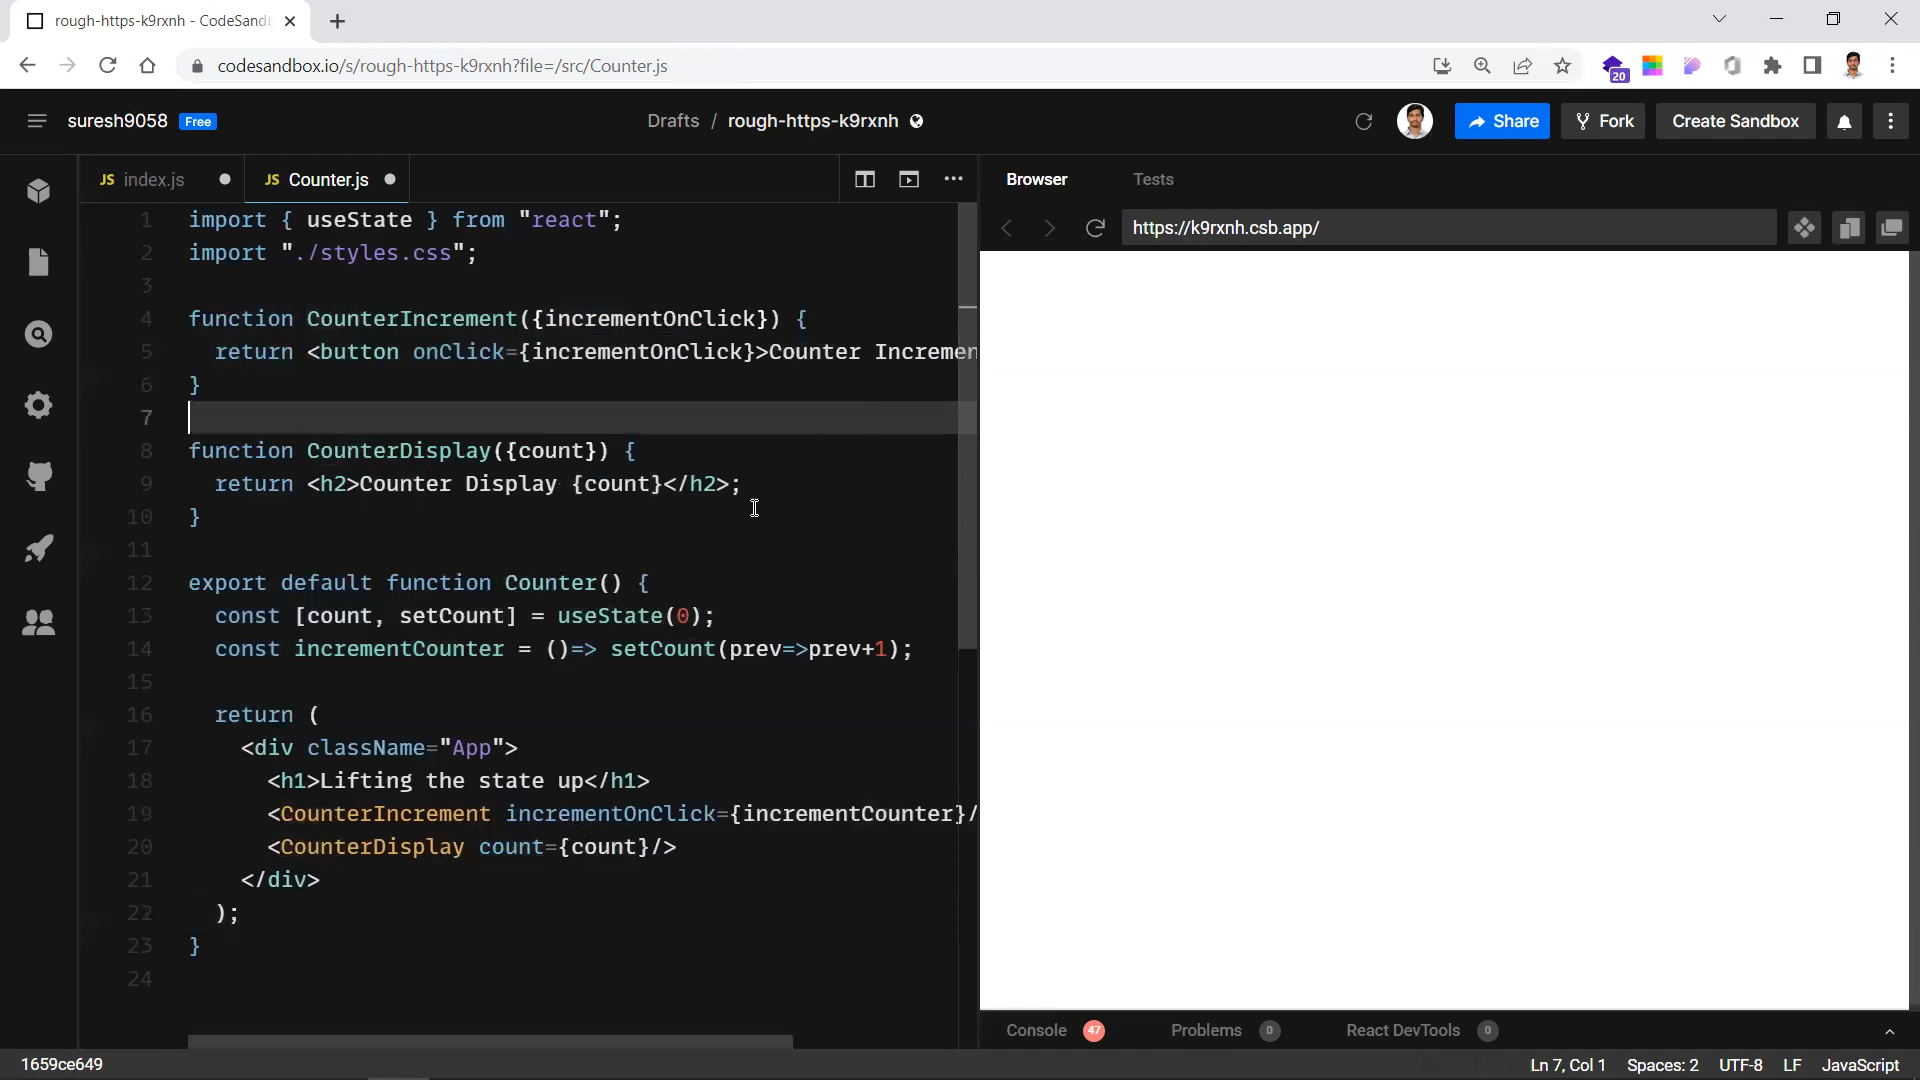 rough-https-k9rxnh - CodeSand
codesandbox.io/s/rough-https-k9rxnh?file=/src/Counter.js
20
suresh9058 Free
Drafts / rough-https-k9rxnh
Share
Fork
Create Sandbox
JS index.js
JS Counter.js
Browser
Tests
https://k9rxnh.csb.app/
1 import { useState } from "react";
2 import "./styles.css";
3
4 function CounterIncrement({incrementOnClick}) {
5 return <button onClick={incrementOnClick}>Counter Incremen
6 }
7
8 function CounterDisplay({count}) {
9 return <h2>Counter Display {count}</h2>;
10 }
11
12 export default function Counter() {
13 const [count, setCount] = useState(0);
14 const incrementCounter = ()=> setCount(prev=>prev+1);
15
16 return (
17 <div className="App">
18 <h1>Lifting the state up</h1>
19 <CounterIncrement incrementOnClick={incrementCounter}/
20 <CounterDisplay count={count}/>
21 </div>
22 );
23 }
24
Console 47
Problems 0
React DevTools 0
1659ce649
Ln 7, Col 1
Spaces: 2
UTF-8
LF
JavaScript